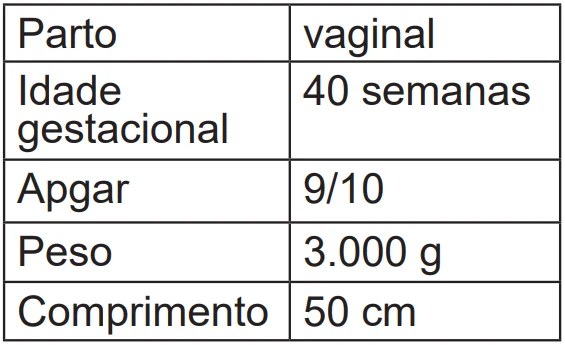 Parto vaginal
Idade gestacional 40 semanas
Apgar 9/10
Peso 3.000 g
Comprimento 50 cm